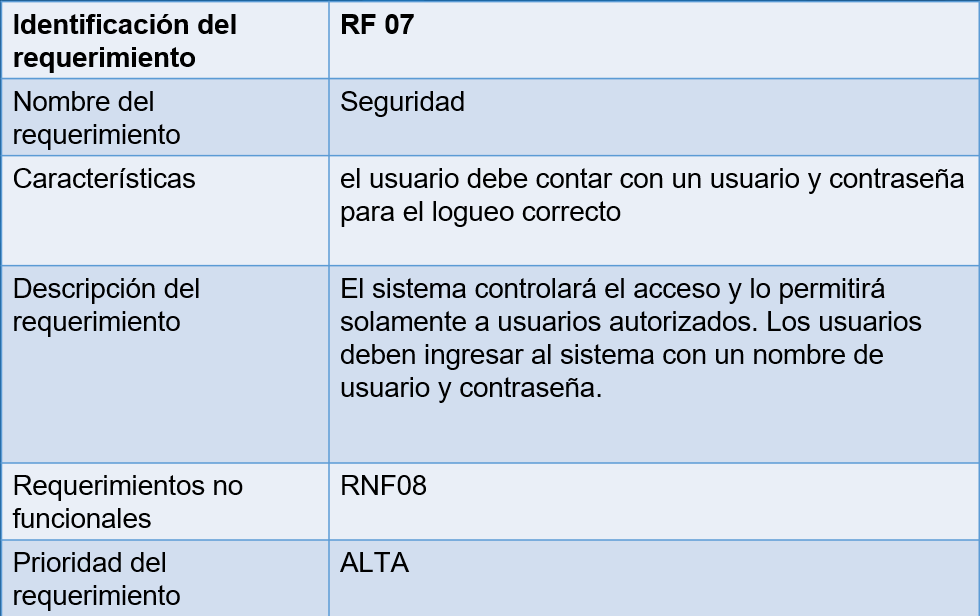 Identificación del
requerimiento
RF 07
Nombre del
requerimiento
Seguridad
Características
el usuario debe contar con un usuario y contraseña
para el logueo correcto
Descripción del
requerimiento
El sistema controlará el acceso y lo permitirá
solamente a usuarios autorizados. Los usuarios
deben ingresar al sistema con un nombre de
usuario y contraseña.
Requerimientos no
funcionales
RNF08
Prioridad del
requerimiento
ALTA